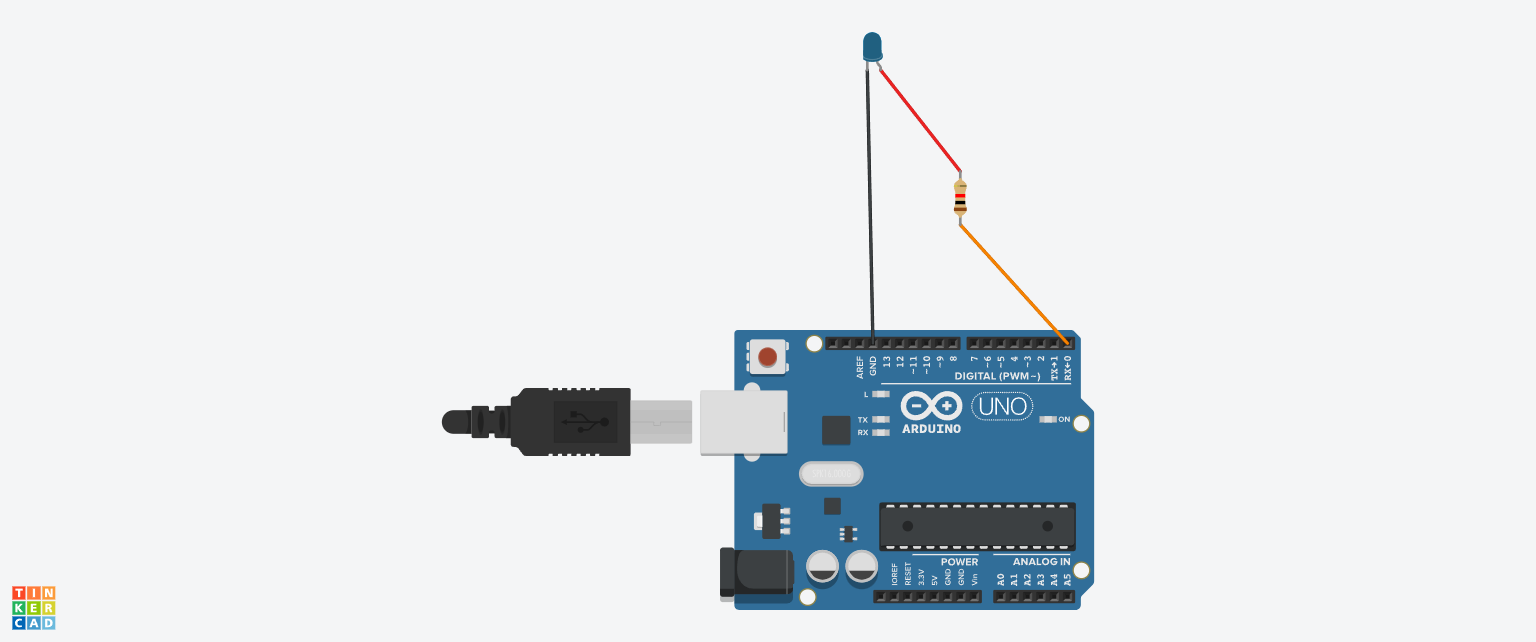 AREF
GND
13
12
~11
~10
~9
8
7
~6
~5
4
~3
2
TX→1
RX←0
DIGITAL (PWM~)
L
TX
RX
ARDUINO
UNO
ON
POWER
ANALOG IN
IOREF
RESET
3.3V
5V
GND
GND
Vin
A0
A1
A2
A3
A4
A5
TIN
KER
CAD